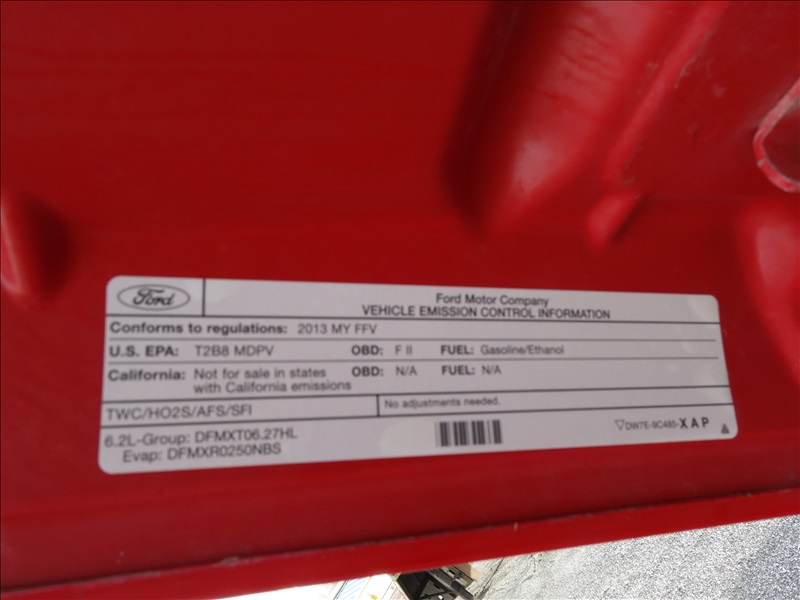 Ford
Ford Motor Company
VEHICLE EMISSION CONTROL INFORMATION
Conforms to regulations: 2013 MY FFV
U.S. EPA: T2B8 MDPV OBD: F II FUEL: Gasoline/Ethanol
California: Not for sale in states OBD: N/A FUEL: N/A
with California emissions
TWC/HO2S/AFS/SFI No adjustments needed.
6.2L-Group: DFMXT06.27HL
Evap: DFMXR0250NBS
DW7E-9C485-XAP